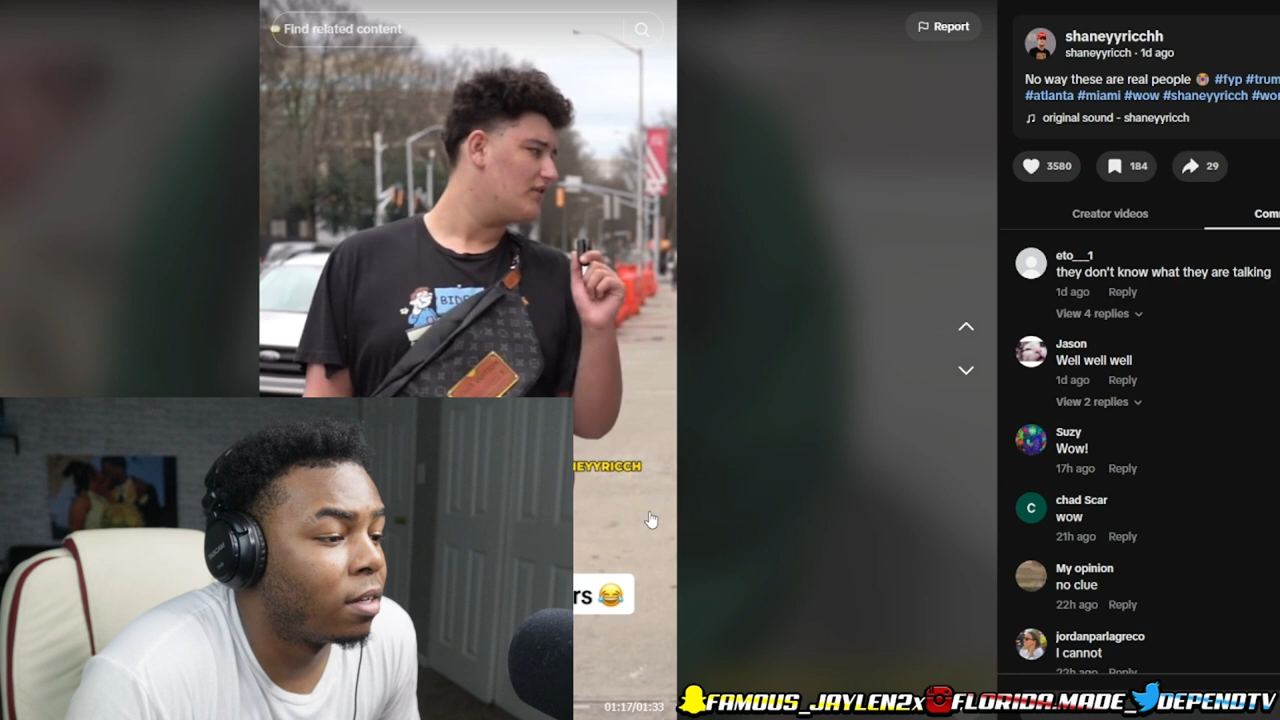 Find related content
Report
shaneyyricchh
shaneyyricch · 1d ago
No way these are real people #fyp
#atlanta #miami #wow #shaneyyricch
original sound - shaneyyricch
3580
184
29
Creator videos
eto__1
they don't know what they are talking
1d ago Reply
View 4 replies
Jason
Well well well
1d ago Reply
View 2 replies
Suzy
Wow!
17h ago Reply
C
chad Scar
wow
21h ago Reply
My opinion
no clue
22h ago Reply
jordanparlagreco
I cannot
22h ago Reply
NEYYRICCH
rs 😂
01:17/01:33
FAMOUS_JAYLEN2x
FLORIDA.MADE_
DEPENDTV